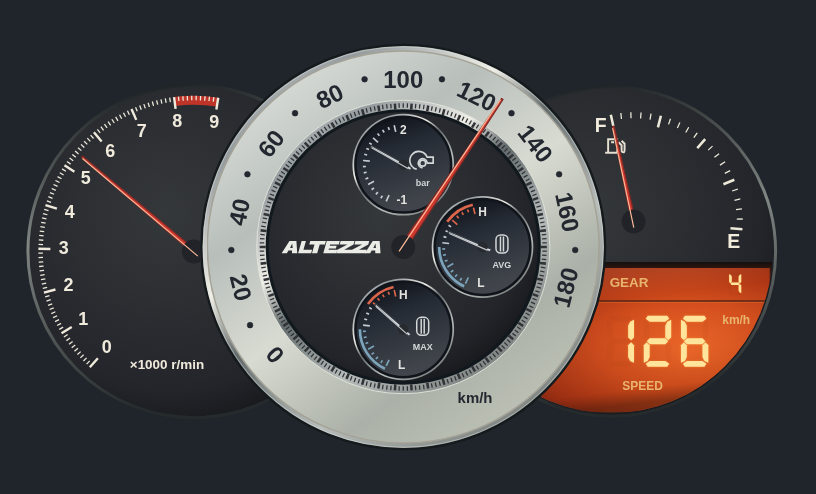 0
1
2
3
4
5
6
7
8
9
×1000 r/min
0
20
40
60
80
100
120
140
160
180
km/h
2
-1
bar
H
L
AVG
H
L
MAX
ALTEZZA
F
E
GEAR 4
126 km/h
SPEED